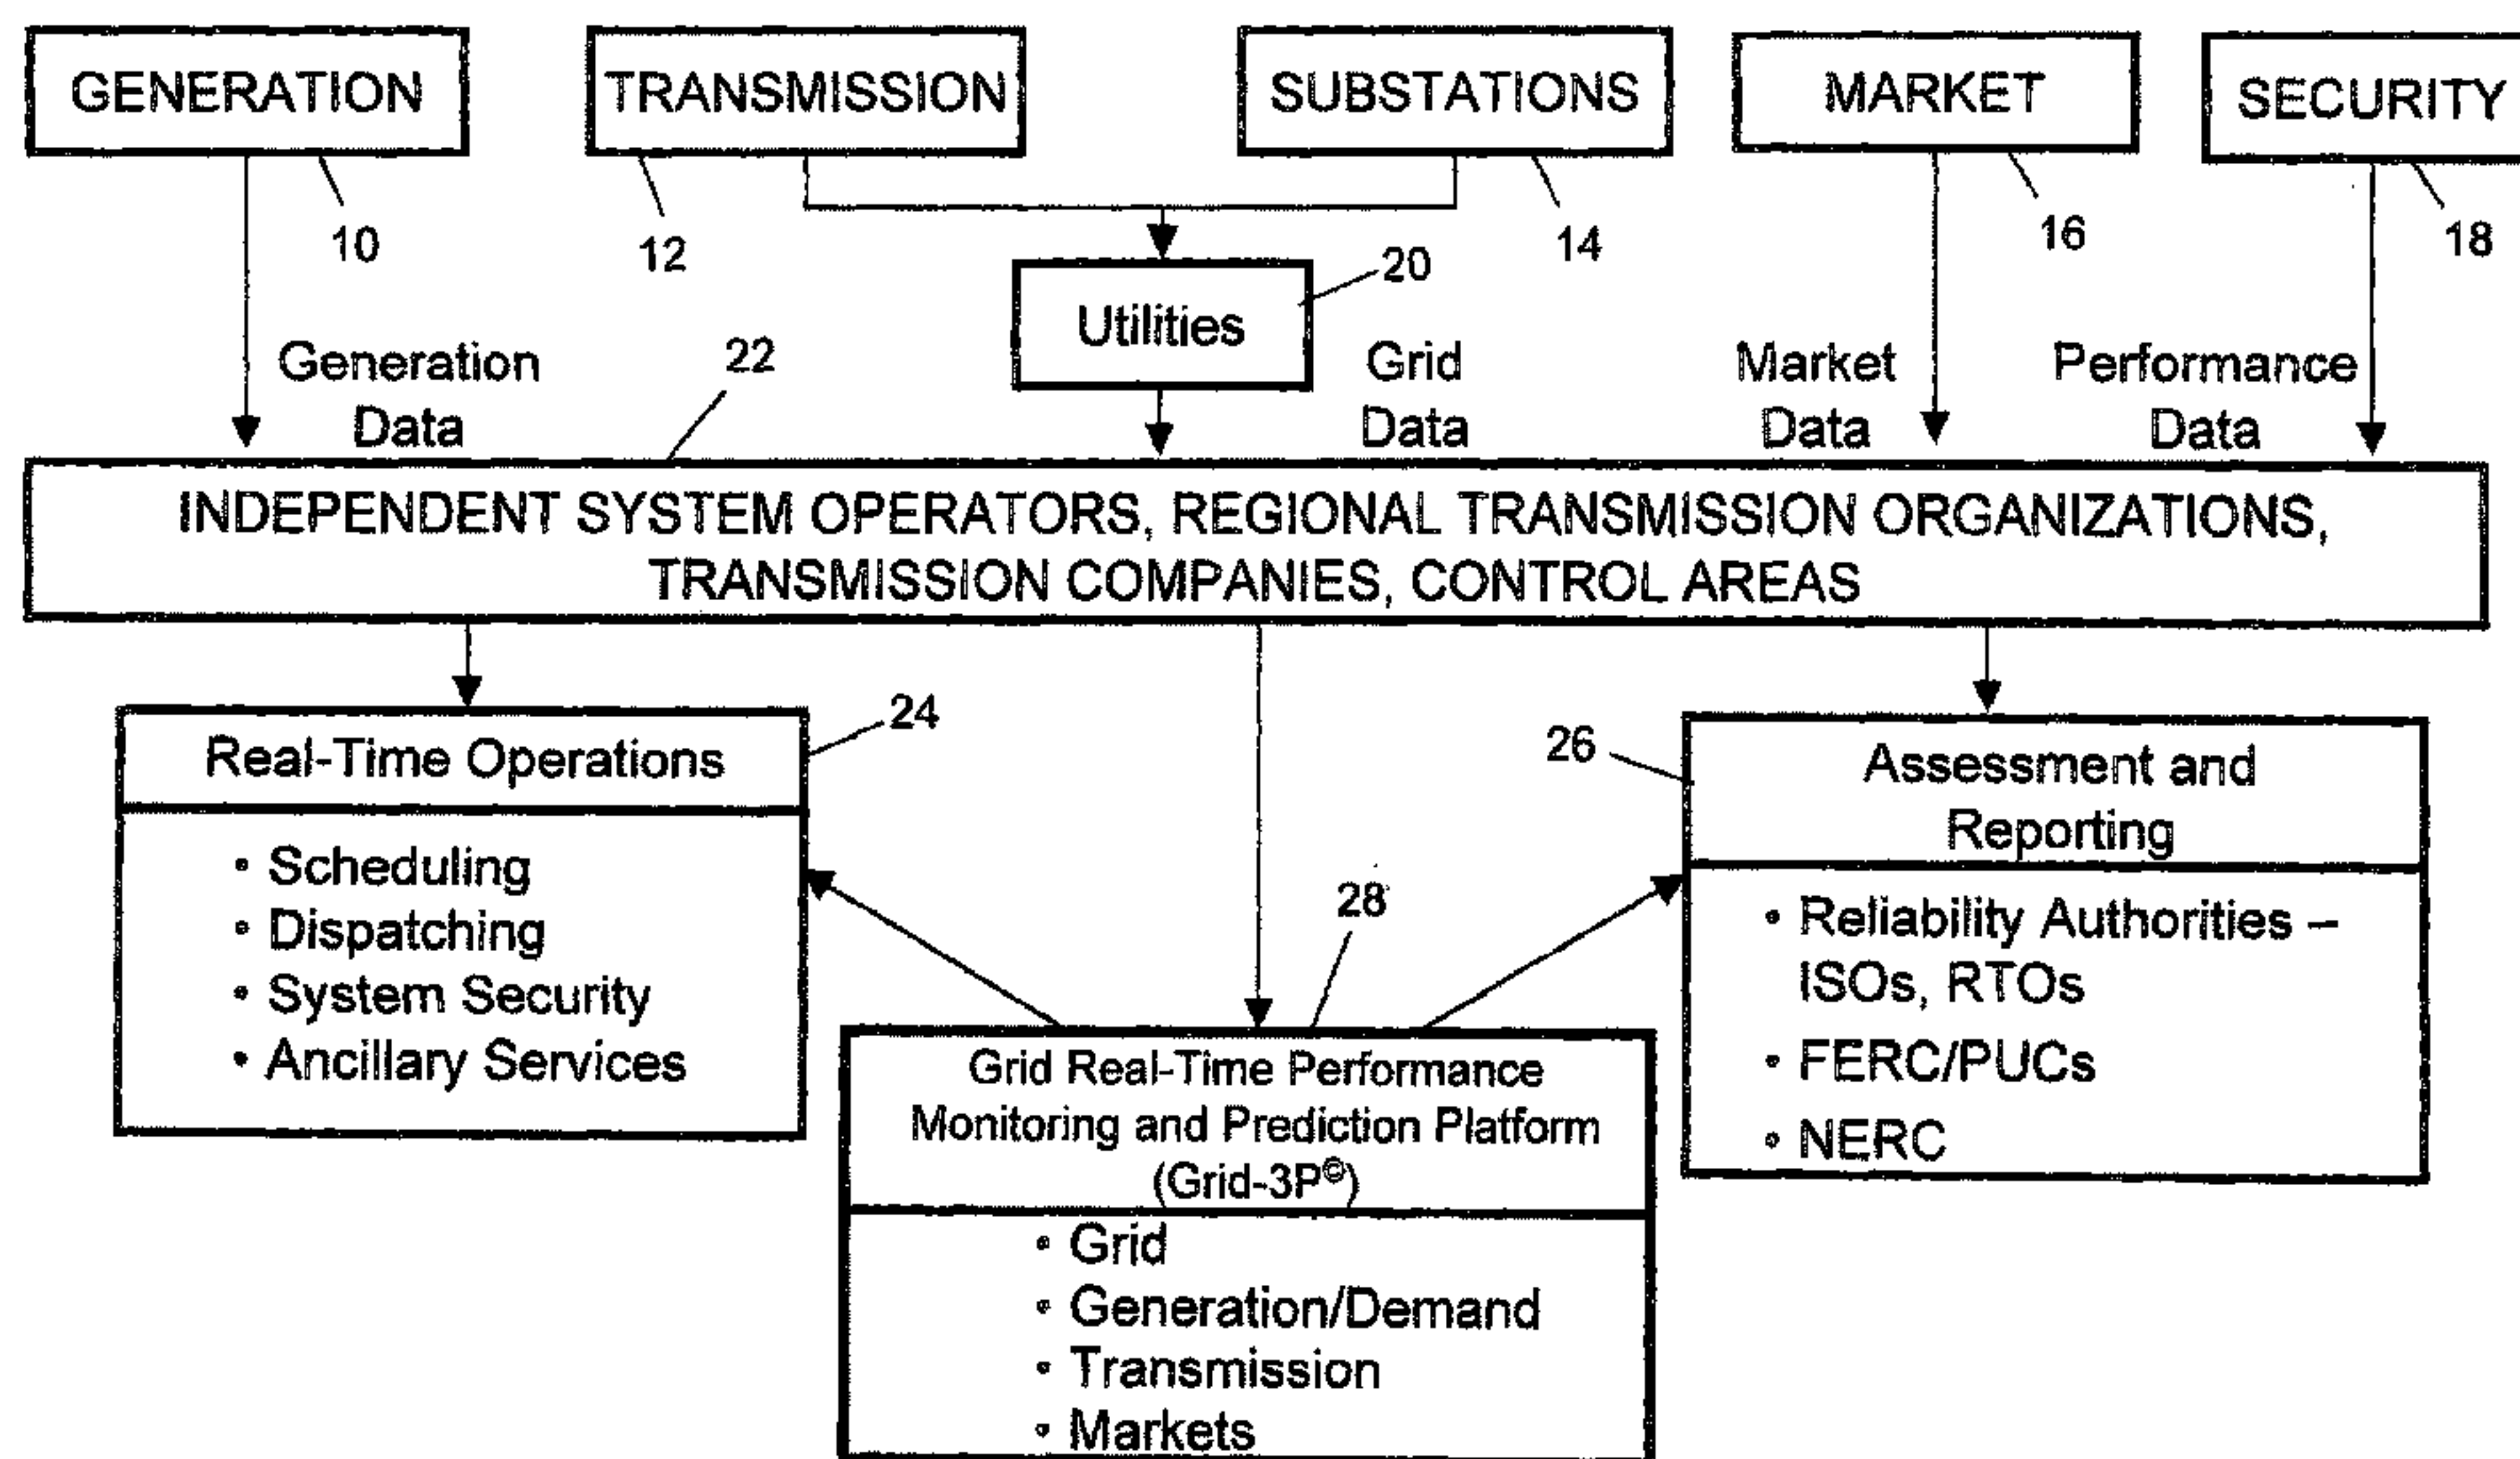 GENERATION
TRANSMISSION
SUBSTATIONS
MARKET
SECURITY
10
12
14
16
18
20
Utilities
Generation
Data
22
Grid
Data
Market
Data
Performance
Data
INDEPENDENT SYSTEM OPERATORS, REGIONAL TRANSMISSION ORGANIZATIONS,
TRANSMISSION COMPANIES, CONTROL AREAS
24
Real-Time Operations
• Scheduling
• Dispatching
• System Security
• Ancillary Services
26
Assessment and
Reporting
• Reliability Authorities –
ISOs, RTOs
• FERC/PUCs
• NERC
28
Grid Real-Time Performance
Monitoring and Prediction Platform
(Grid-3P©)
• Grid
• Generation/Demand
• Transmission
• Markets